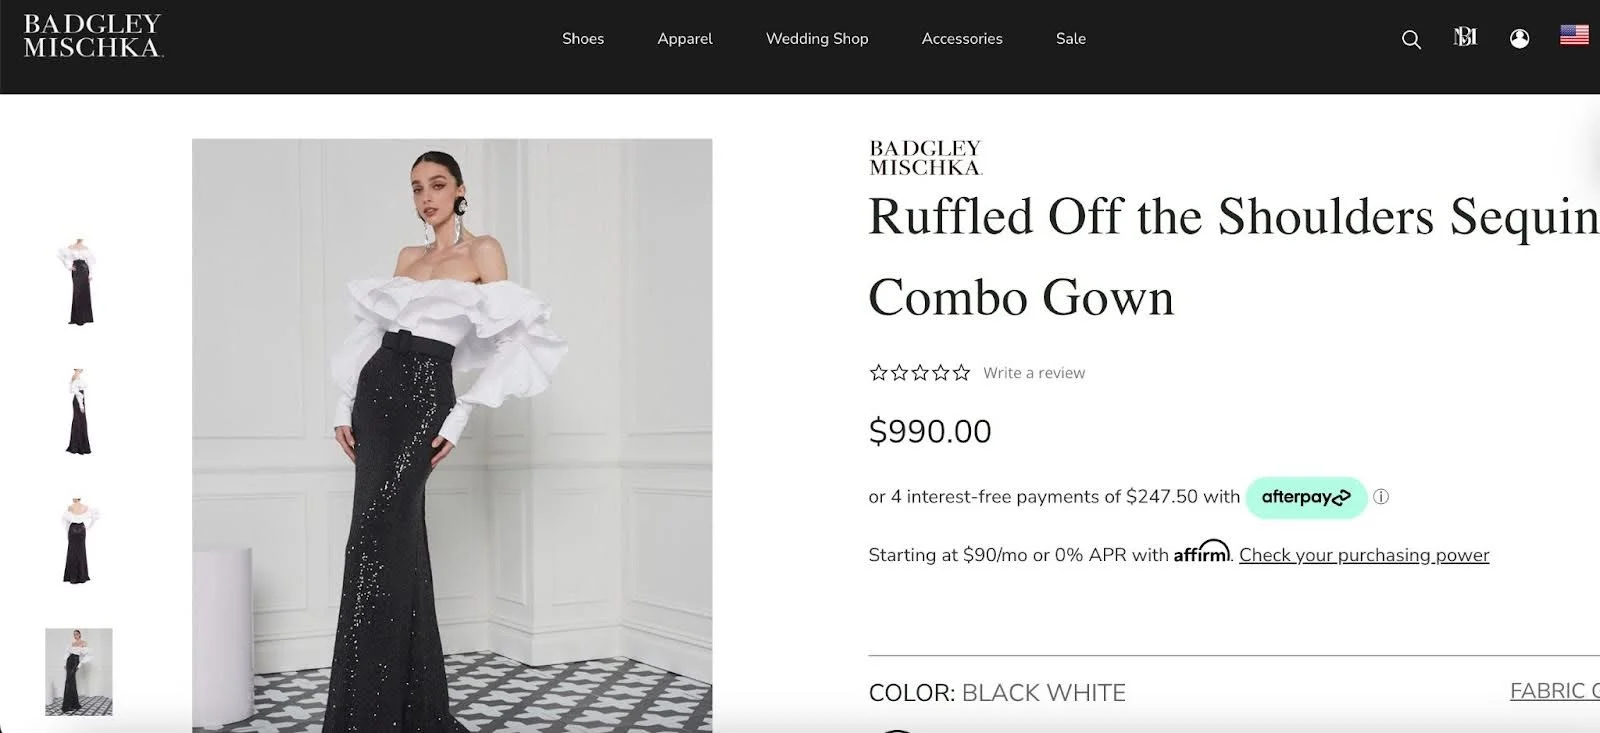 BADGLEY
MISCHKA
Shoes Apparel Wedding Shop Accessories Sale
BADGLEY
MISCHKA
Ruffled Off the Shoulders Sequin
Combo Gown
Write a review
$990.00
or 4 interest-free payments of $247.50 with afterpay
Starting at $90/mo or 0% APR with affirm. Check your purchasing power
COLOR: BLACK WHITE
FABRIC